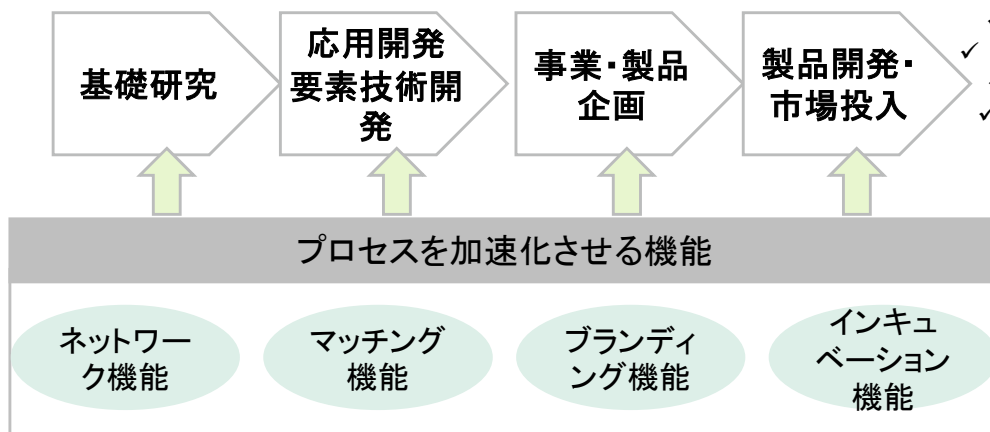 基礎研究
応用開発
要素技術開
発
事業・製品
企画
製品開発・
市場投入
プロセスを加速化させる機能
ネットワー
ク機能
マッチング
機能
ブランディ
ング機能
インキュ
ベーション
機能